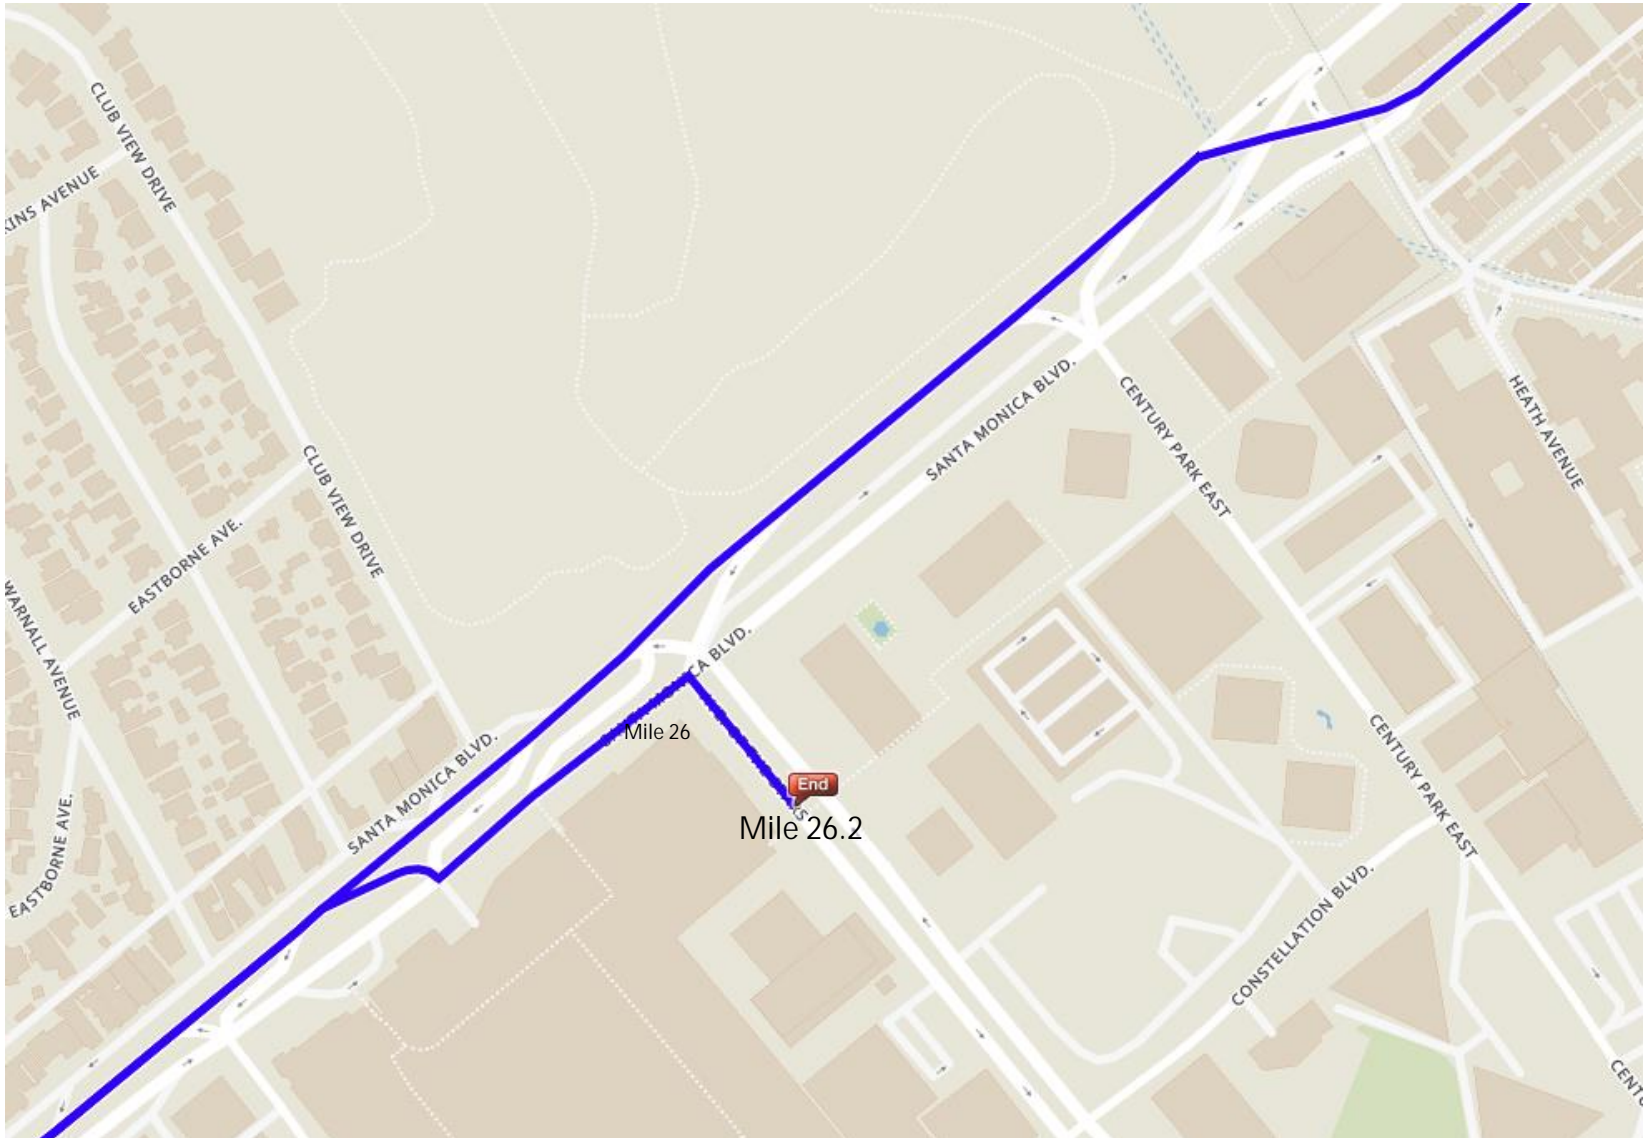 CLUB VIEW DRIVE
KINS AVENUE
SANTA MONICA BLVD.
CENTURY PARK EAST
HEATH AVENUE
CLUB VIEW DRIVE
EASTBORNE AVE.
WARNALL AVENUE
BLVD.
Mile 26
SANTA MONICA BLVD.
End
Mile 26.2
CENTURY PARK EAST
EASTBORNE AVE.
CONSTELLATION BLVD.